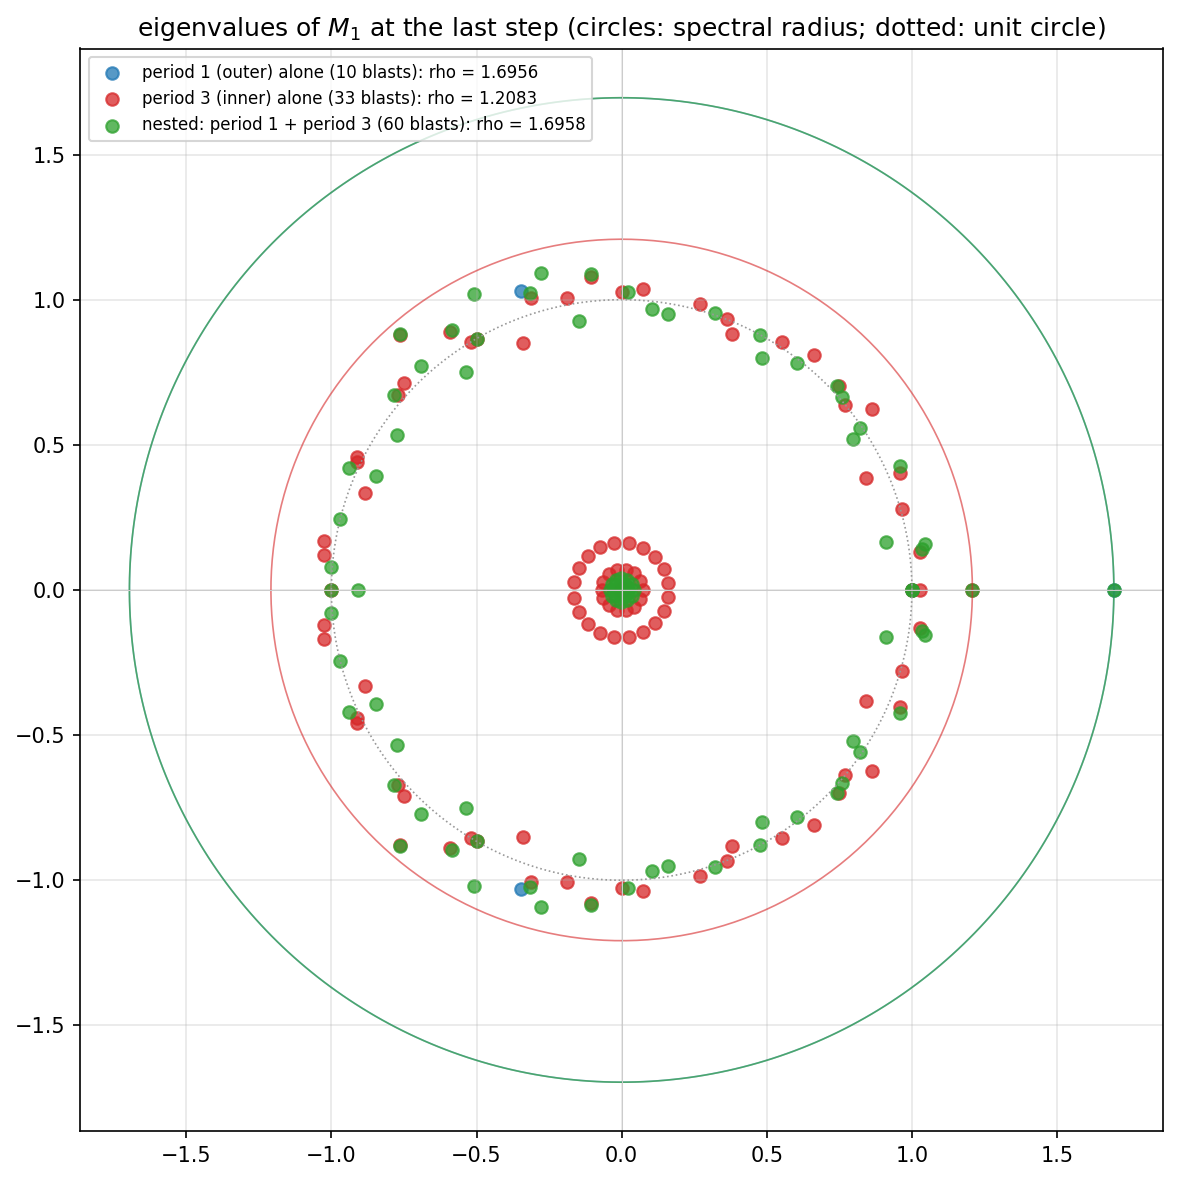 eigenvalues of M₁ at the last step (circles: spectral radius; dotted: unit circle)
period 1 (outer) alone (10 blasts): rho = 1.6956
period 3 (inner) alone (33 blasts): rho = 1.2083
nested: period 1 + period 3 (60 blasts): rho = 1.6958
1.5
1.0
0.5
0.0
−0.5
−1.0
−1.5
−1.5 −1.0 −0.5 0.0 0.5 1.0 1.5